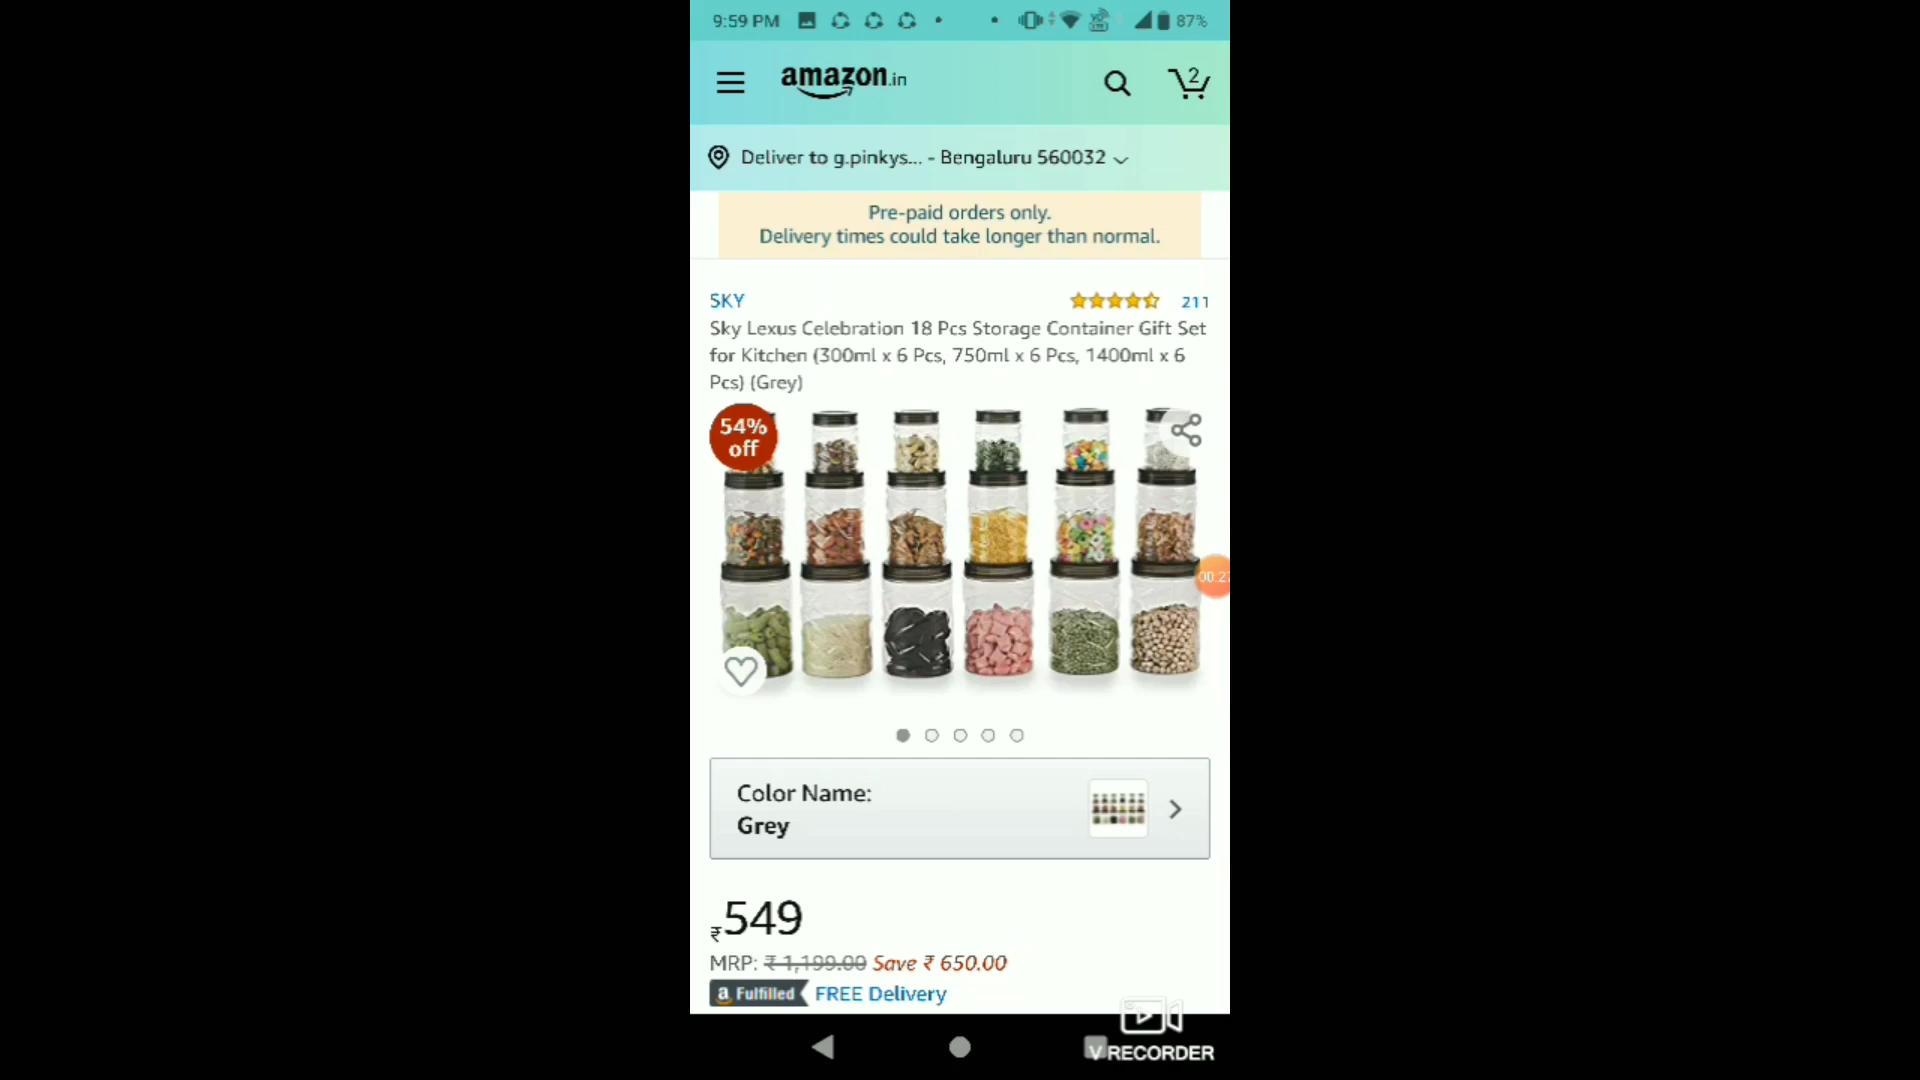 9:59 PM 87%
amazon.in
2
Deliver to g.pinkys... - Bengaluru 560032
Pre-paid orders only.
Delivery times could take longer than normal.
SKY 211
Sky Lexus Celebration 18 Pcs Storage Container Gift Set
for Kitchen (300ml x 6 Pcs, 750ml x 6 Pcs, 1400ml x 6
Pcs) (Grey)
54%
off
Color Name:
Grey
₹549
MRP: ₹ 1,199.00 Save ₹ 650.00
a Fulfilled FREE Delivery
V RECORDER